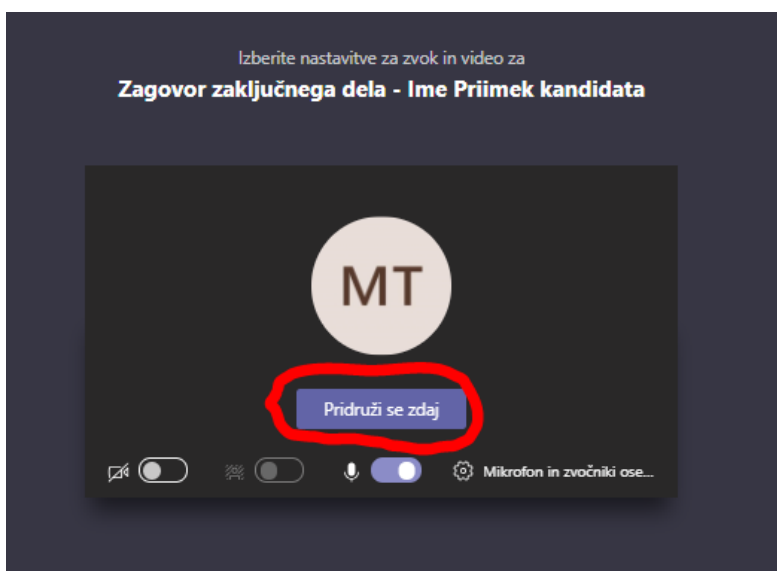 Izberite nastavitve za zvok in video za
Zagovor zaključnega dela - Ime Priimek kandidata
MT
Pridruži se zdaj
Mikrofon in zvočniki ose...